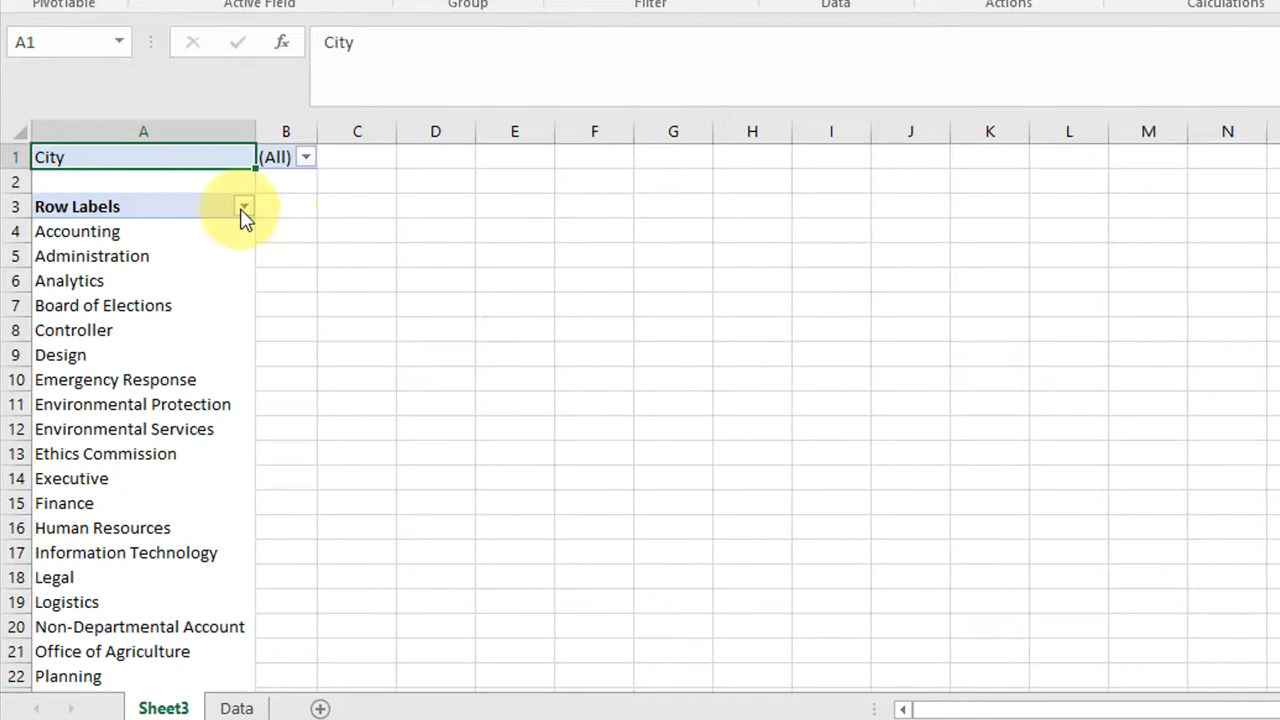 PivotTable Active Field Group Filter Data Actions Calculations
A1 fx City
A B C D E F G H I J K L M N
1 City (All)
2
3 Row Labels
4 Accounting
5 Administration
6 Analytics
7 Board of Elections
8 Controller
9 Design
10 Emergency Response
11 Environmental Protection
12 Environmental Services
13 Ethics Commission
14 Executive
15 Finance
16 Human Resources
17 Information Technology
18 Legal
19 Logistics
20 Non-Departmental Account
21 Office of Agriculture
22 Planning
Sheet3 Data